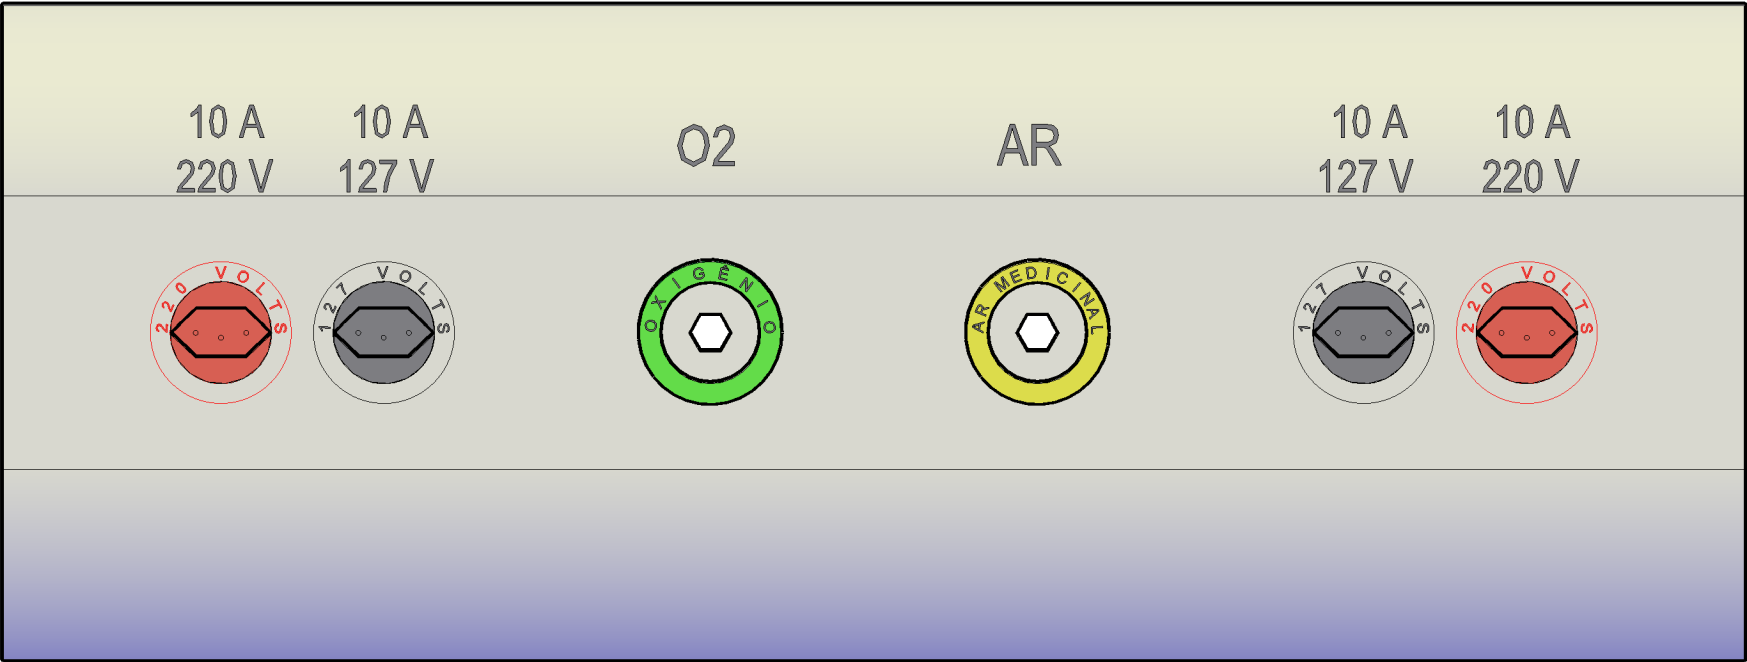 10 A
220 V
10 A
127 V
O2
AR
10 A
127 V
10 A
220 V
220 VOLTS
127 VOLTS
OXIGÊNIO
AR MEDICINAL
127 VOLTS
220 VOLTS